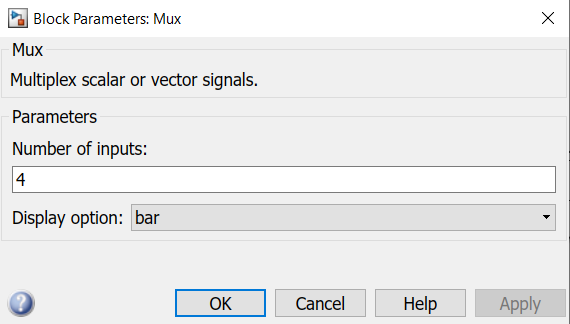 Block Parameters: Mux
Mux
Multiplex scalar or vector signals.
Parameters
Number of inputs:
4
Display option: bar
? OK Cancel Help Apply